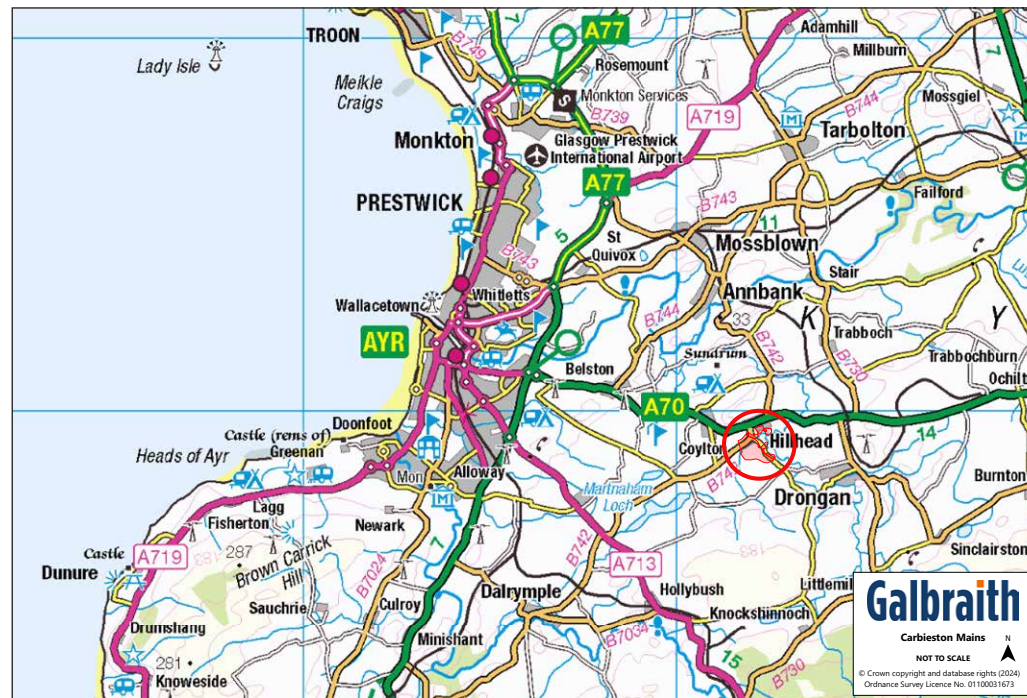 TROON
A77
Adamhill
Lady Isle
B749
Rosemount
Millburn
Meikle
Craigs
Monkton Services
S
B744
Mossgiel
B739
A719
Monkton
Glasgow Prestwick
International Airport
Tarbolton
A77
PRESTWICK
B743
Failford
11
5
St
Quivox
Mossblown
B743
Stair
Wallacetown
Whitletts
Annbank
B744
33
K
Y
B742
Trabboch
AYR
Sundrum
B730
Trabbochburn
Belston
Ochilt
A70
Doonfoot
14
Castle (rems of)
Greenan
Coylton
Hillhead
Heads of Ayr
Mon
Alloway
B74
Burnton
Martnaham
Loch
Drongan
Lagg
Newark
Fisherton
Castle
A719
287
7
B742
183
Sinclairston
Dunure
Brown Carrick
Hill
B7024
A713
Hollybush
Littlemil
Dalrymple
Sauchrie
Culroy
Knockshinnoch
Drumshang
Minishant
B7034
281
15
B730
Knoweside
Galbraith
Carbieston Mains
N
NOT TO SCALE
© Crown copyright and database rights (2024)
Ordnance Survey Licence No. 0100031673